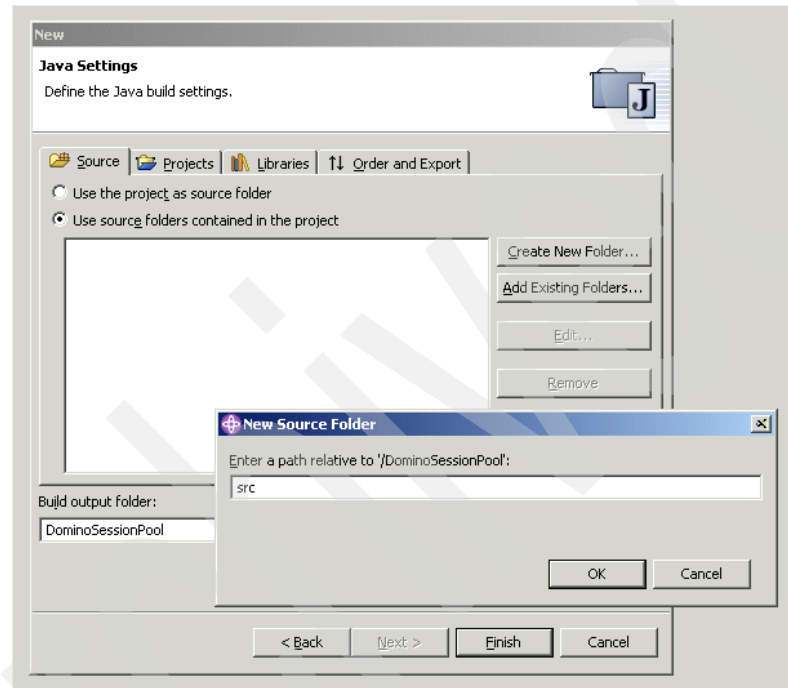 New
Java Settings
Define the Java build settings.
J
Source Projects Libraries Order and Export
Use the project as source folder
Use source folders contained in the project
Create New Folder...
Add Existing Folders...
Edit...
Remove
New Source Folder
Enter a path relative to '/DominoSessionPool':
src
Build output folder:
DominoSessionPool
OK Cancel
< Back Next > Finish Cancel